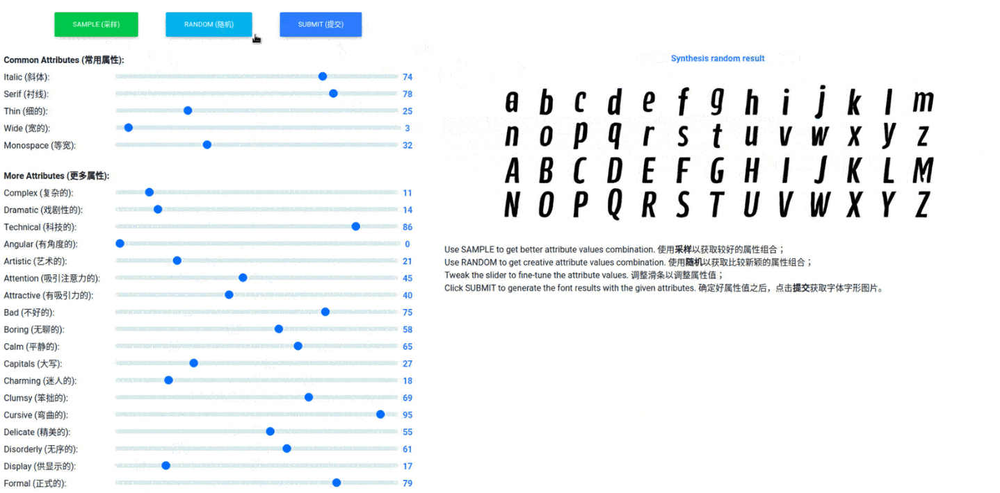 SAMPLE (采样) RANDOM (随机) SUBMIT (提交)
Common Attributes (常用属性):
Italic (斜体): 74
Serif (衬线): 78
Thin (细的): 25
Wide (宽的): 3
Monospace (等宽): 32
More Attributes (更多属性):
Complex (复杂的): 11
Dramatic (戏剧性的): 14
Technical (科技的): 86
Angular (有角度的): 0
Artistic (艺术的): 21
Attention (吸引注意力的): 45
Attractive (有吸引力的): 40
Bad (不好的): 75
Boring (无聊的): 58
Calm (平静的): 65
Capitals (大写): 27
Charming (迷人的): 18
Clumsy (笨拙的): 69
Cursive (弯曲的): 95
Delicate (精美的): 55
Disorderly (无序的): 61
Display (供显示的): 17
Formal (正式的): 79
Synthesis random result
a b c d e f g h i j k l m
n o p q r s t u v w x y z
A B C D E F G H I J K L M
N O P Q R S T U V W X Y Z
Use SAMPLE to get better attribute values combination. 使用采样以获取较好的属性组合；
Use RANDOM to get creative attribute values combination. 使用随机以获取比较新颖的属性组合；
Tweak the slider to fine-tune the attribute values. 调整滑条以调整属性值；
Click SUBMIT to generate the font results with the given attributes. 确定好属性值之后，点击提交获取字体字形图片。